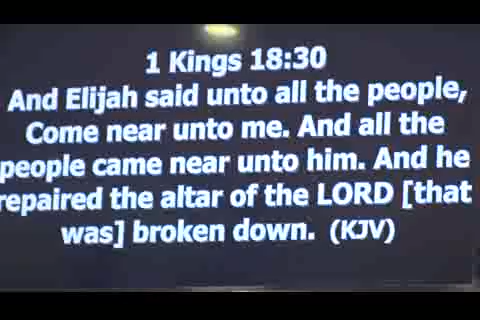 1 Kings 18:30
And Elijah said unto all the people,
Come near unto me. And all the
people came near unto him. And he
repaired the altar of the LORD [that
was] broken down. (KJV)